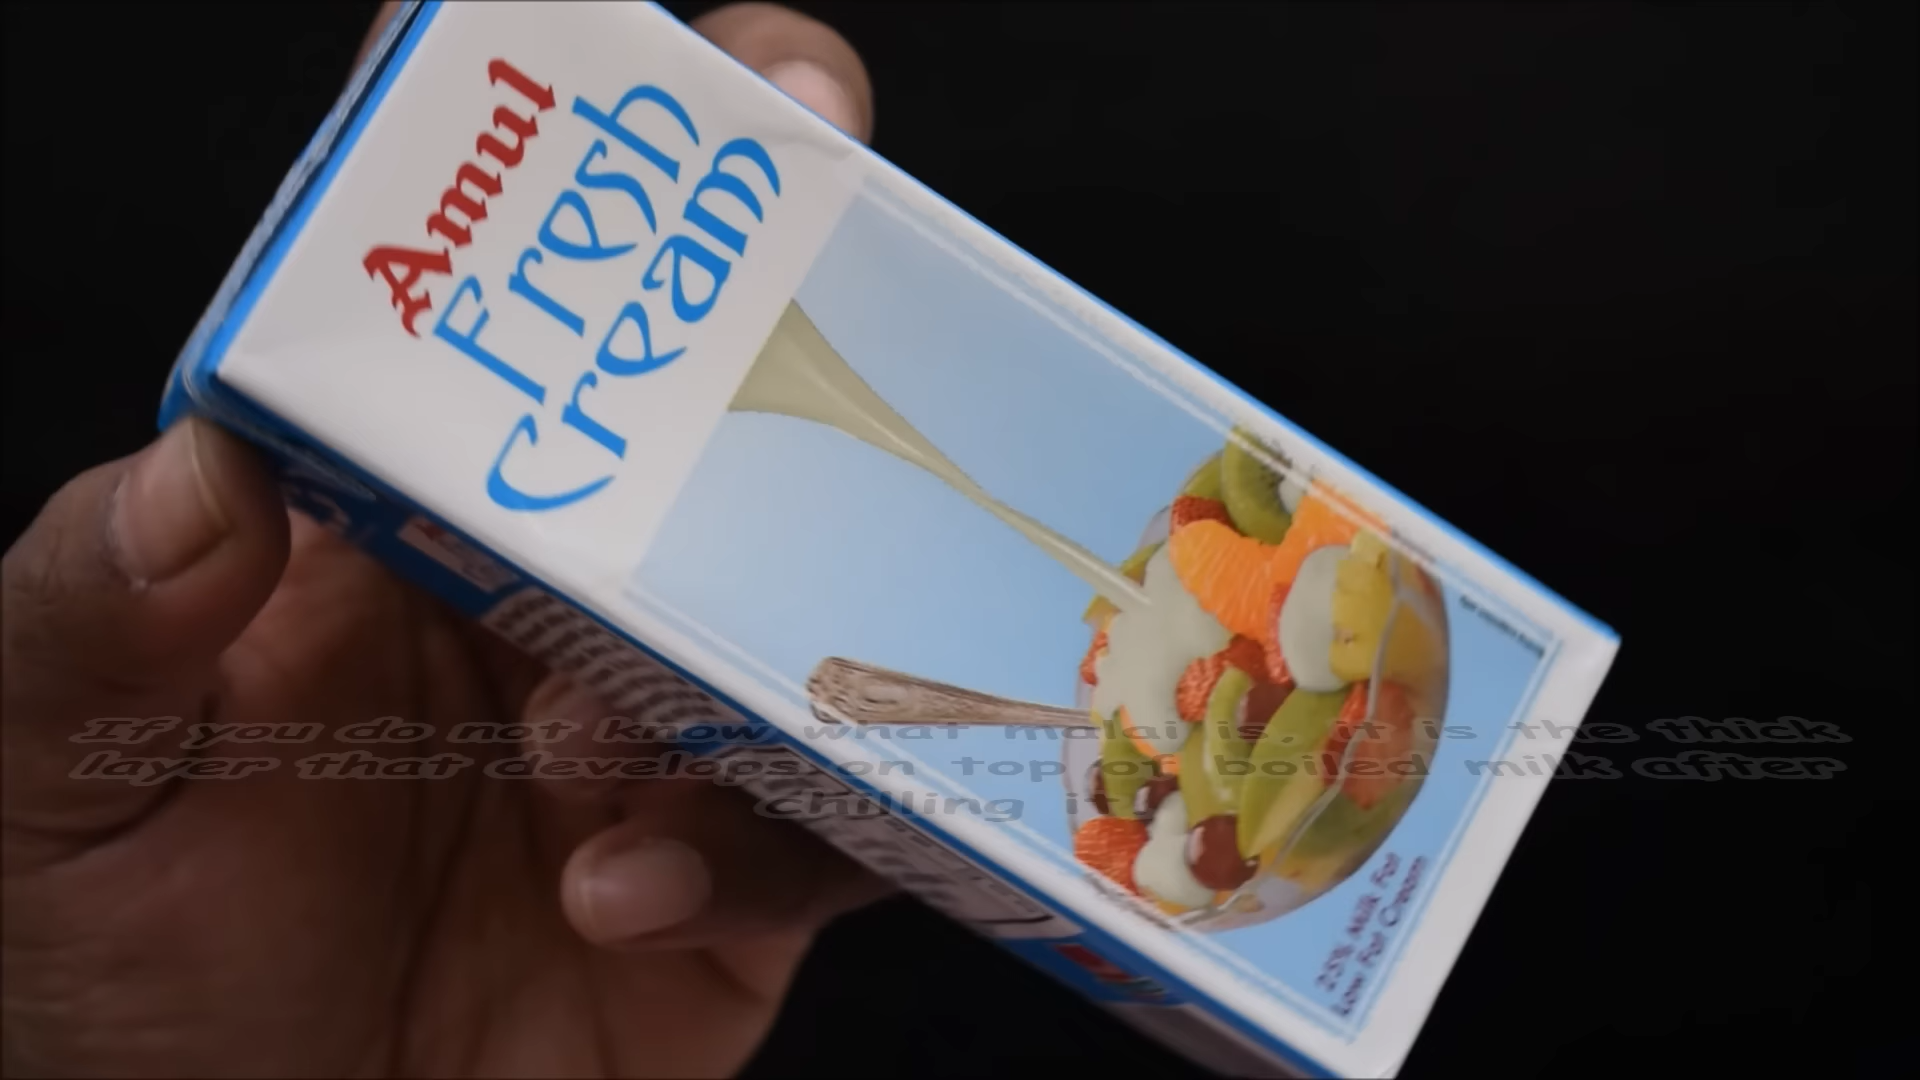 Amul
Fresh
Cream
25% Milk Fat
Low Fat Cream
If you do not know what malai is, it is the thick
layer that develops on top of boiled milk after
chilling it.